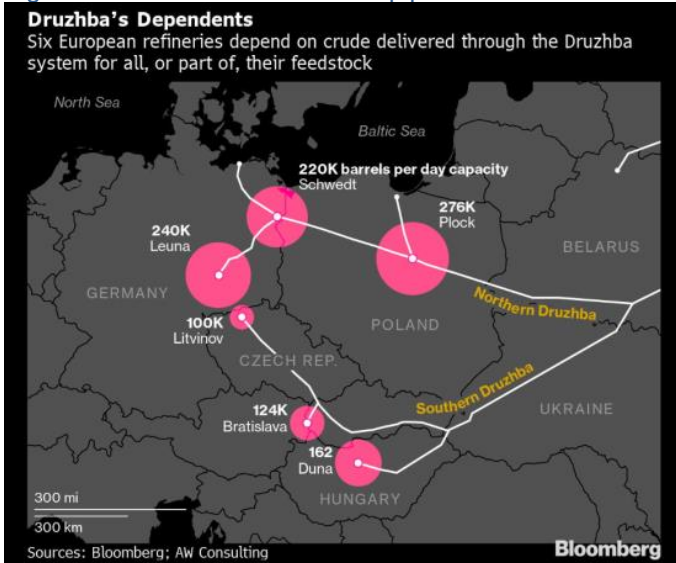 Druzhba's Dependents
Six European refineries depend on crude delivered through the Druzhba
system for all, or part of, their feedstock
North Sea
Baltic Sea
220K barrels per day capacity
Schwedt
276K
Plock
240K
Leuna
BELARUS
GERMANY
Northern Druzhba
100K
Litvinov
POLAND
CZECH REP.
Southern Druzhba
124K
Bratislava
UKRAINE
162
Duna
HUNGARY
300 mi
300 km
Sources: Bloomberg; AW Consulting
Bloomberg